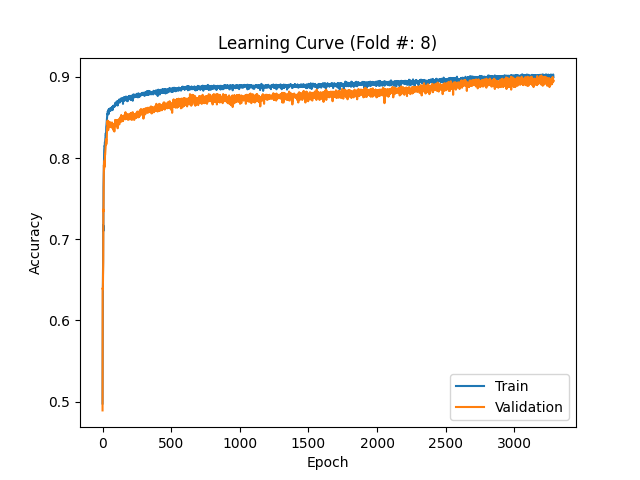 Learning Curve (Fold #: 8)
0.9
0.8
0.7
0.6
0.5
Accuracy
0 500 1000 1500 2000 2500 3000
Epoch
Train
Validation